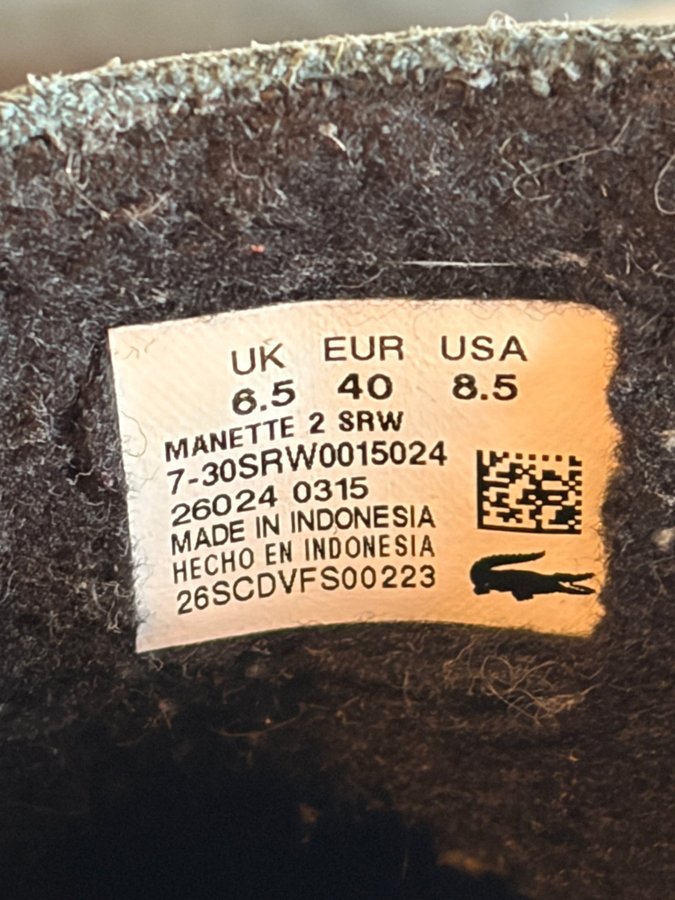 UK EUR USA
6.5 40 8.5
MANETTE 2 SRW
7-30SRW0015024
26024 0315
MADE IN INDONESIA
HECHO EN INDONESIA
26SCDVFS00223